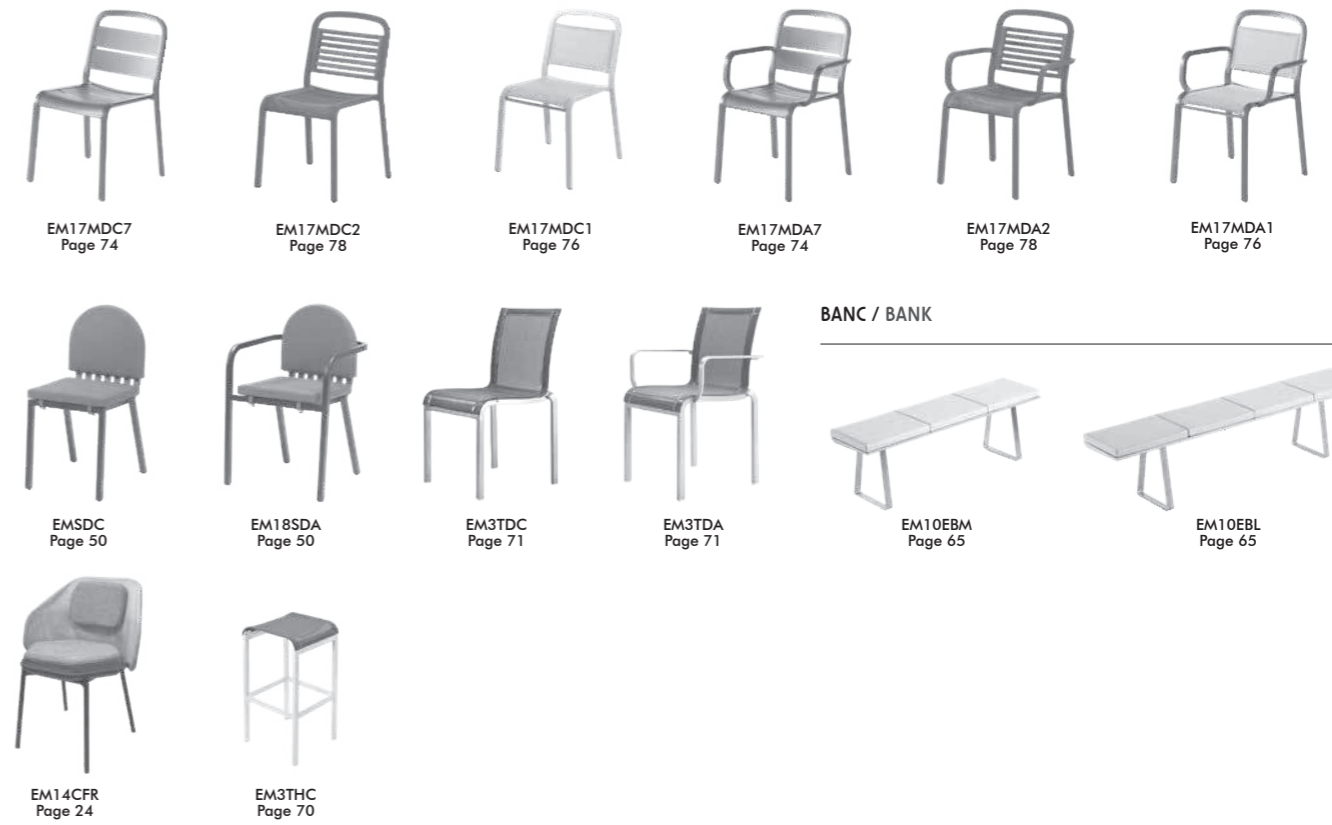 EM17MDC7
Page 74
EM17MDC2
Page 78
EM17MDC1
Page 76
EM17MDA7
Page 74
EM17MDA2
Page 78
EM17MDA1
Page 76
BANC / BANK
EMSDC
Page 50
EM18SDA
Page 50
EM3TDC
Page 71
EM3TDA
Page 71
EM10EBM
Page 65
EM10EBL
Page 65
EM14CFR
Page 24
EM3THC
Page 70